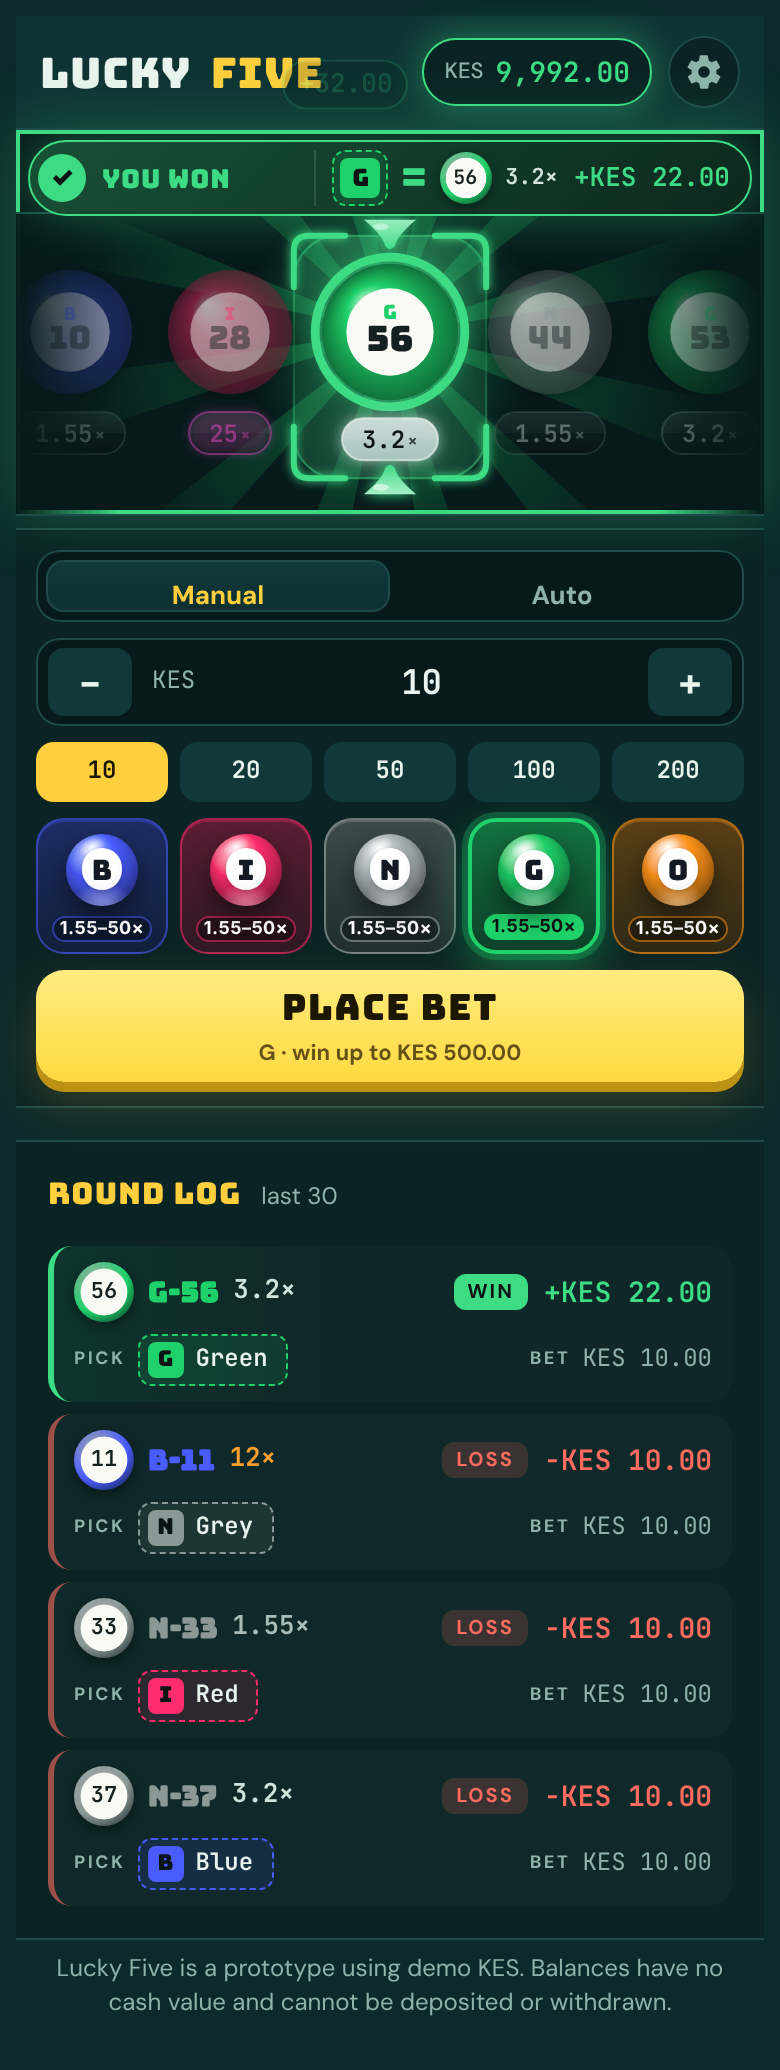 LUCKY FIVE
+32.00
KES 9,992.00
YOU WON
G = 56 3.2× +KES 22.00
B 10
I 28
G 56
N 44
G 53
1.55×
25×
3.2×
1.55×
3.2×
Manual
Auto
− KES 10 +
10 20 50 100 200
B I N G O
1.55–50× 1.55–50× 1.55–50× 1.55–50× 1.55–50×
PLACE BET
G · win up to KES 500.00
ROUND LOG last 30
56 G-56 3.2× WIN +KES 22.00
PICK G Green BET KES 10.00
11 B-11 12× LOSS -KES 10.00
PICK N Grey BET KES 10.00
33 N-33 1.55× LOSS -KES 10.00
PICK I Red BET KES 10.00
37 N-37 3.2× LOSS -KES 10.00
PICK B Blue BET KES 10.00
Lucky Five is a prototype using demo KES. Balances have no
cash value and cannot be deposited or withdrawn.